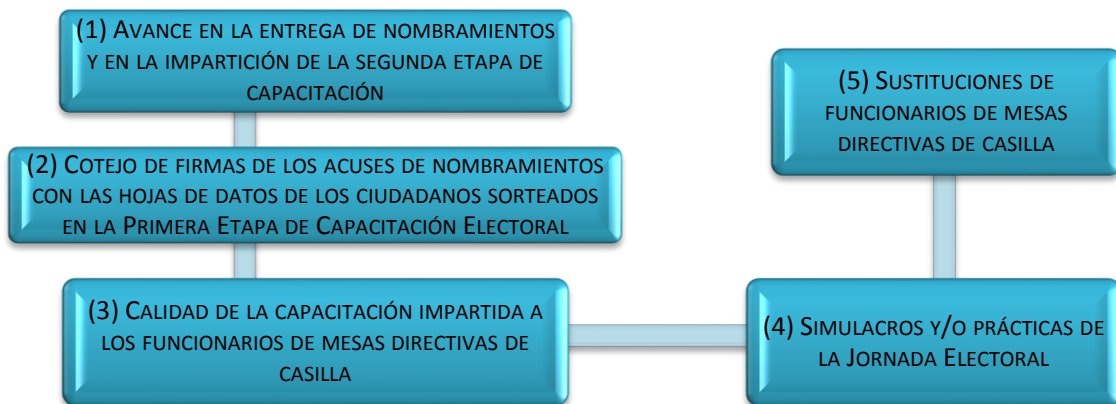 (1) AVANCE EN LA ENTREGA DE NOMBRAMIENTOS
Y EN LA IMPARTICIÓN DE LA SEGUNDA ETAPA DE
CAPACITACIÓN
(2) COTEJO DE FIRMAS DE LOS ACUSES DE NOMBRAMIENTOS
CON LAS HOJAS DE DATOS DE LOS CIUDADANOS SORTEADOS
EN LA PRIMERA ETAPA DE CAPACITACIÓN ELECTORAL
(3) CALIDAD DE LA CAPACITACIÓN IMPARTIDA A
LOS FUNCIONARIOS DE MESAS DIRECTIVAS DE
CASILLA
(4) SIMULACROS Y/O PRÁCTICAS DE
LA JORNADA ELECTORAL
(5) SUSTITUCIONES DE
FUNCIONARIOS DE MESAS
DIRECTIVAS DE CASILLA